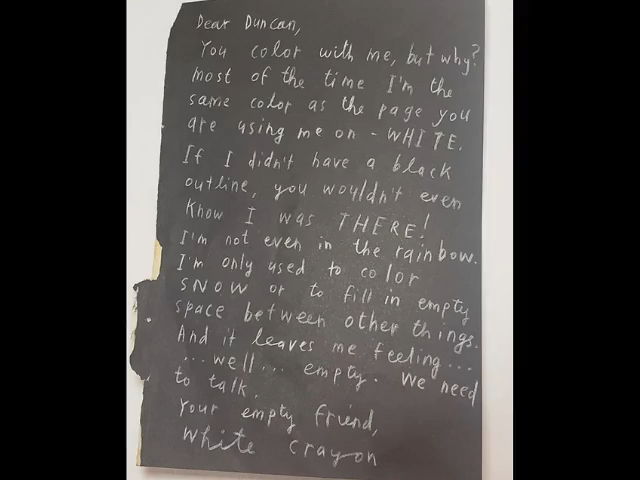 Dear Duncan,
You color with me, but why?
most of the time I'm the
same color as the page you
are using me on - WHITE.
If I didn't have a black
outline, you wouldn't even
know I was THERE!
I'm not even in the rainbow.
I'm only used to color
SNOW or to fill in empty
space between other things.
And it leaves me feeling...
...well... empty. We need
to talk.
Your empty friend,
white crayon